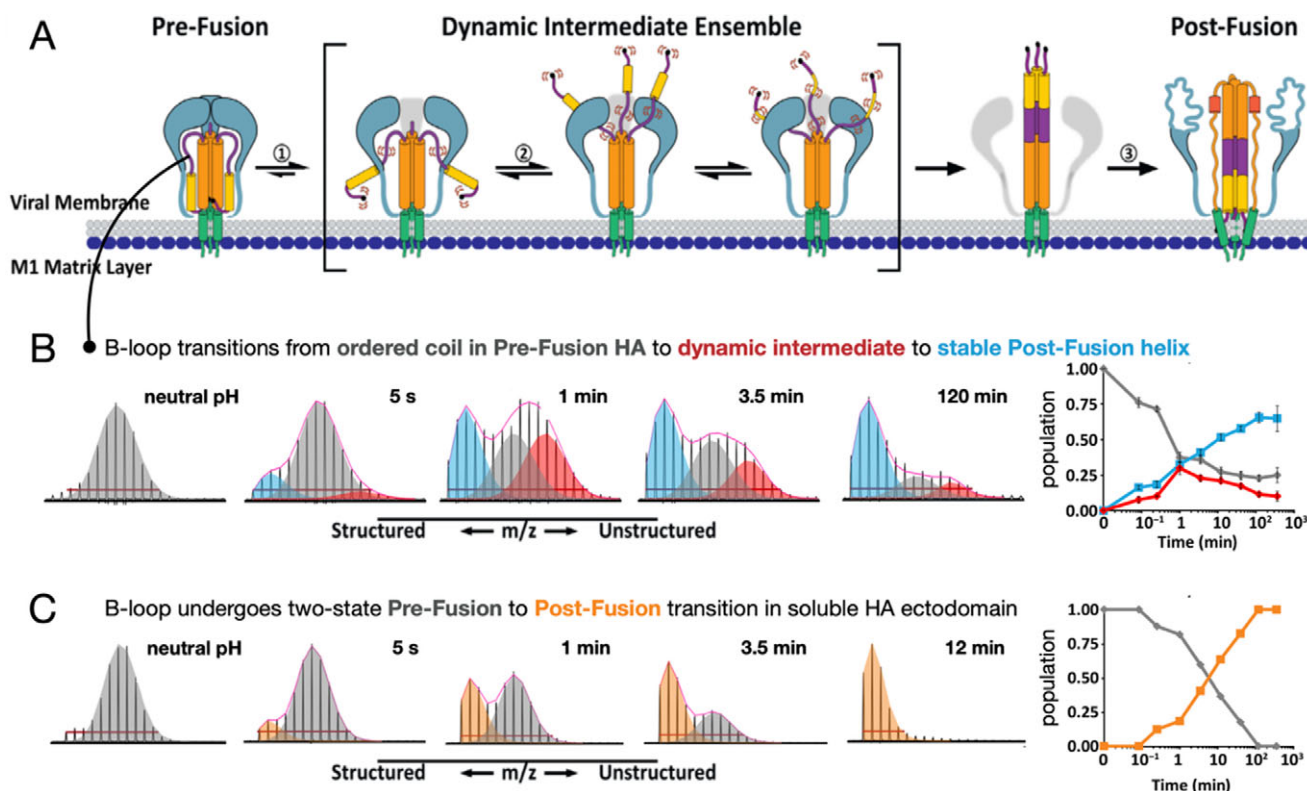 A
Pre-Fusion
Dynamic Intermediate Ensemble
Post-Fusion
① ② ③
Viral Membrane
M1 Matrix Layer
B
B-loop transitions from ordered coil in Pre-Fusion HA to dynamic intermediate to stable Post-Fusion helix
neutral pH 5 s 1 min 3.5 min 120 min
Structured m/z Unstructured
population
1.00
0.75
0.50
0.25
0.00
0 10⁻¹ 1 10 10² 10³
Time (min)
C
B-loop undergoes two-state Pre-Fusion to Post-Fusion transition in soluble HA ectodomain
neutral pH 5 s 1 min 3.5 min 12 min
Structured m/z Unstructured
population
1.00
0.75
0.50
0.25
0.00
0 10⁻¹ 1 10 10² 10³
Time (min)